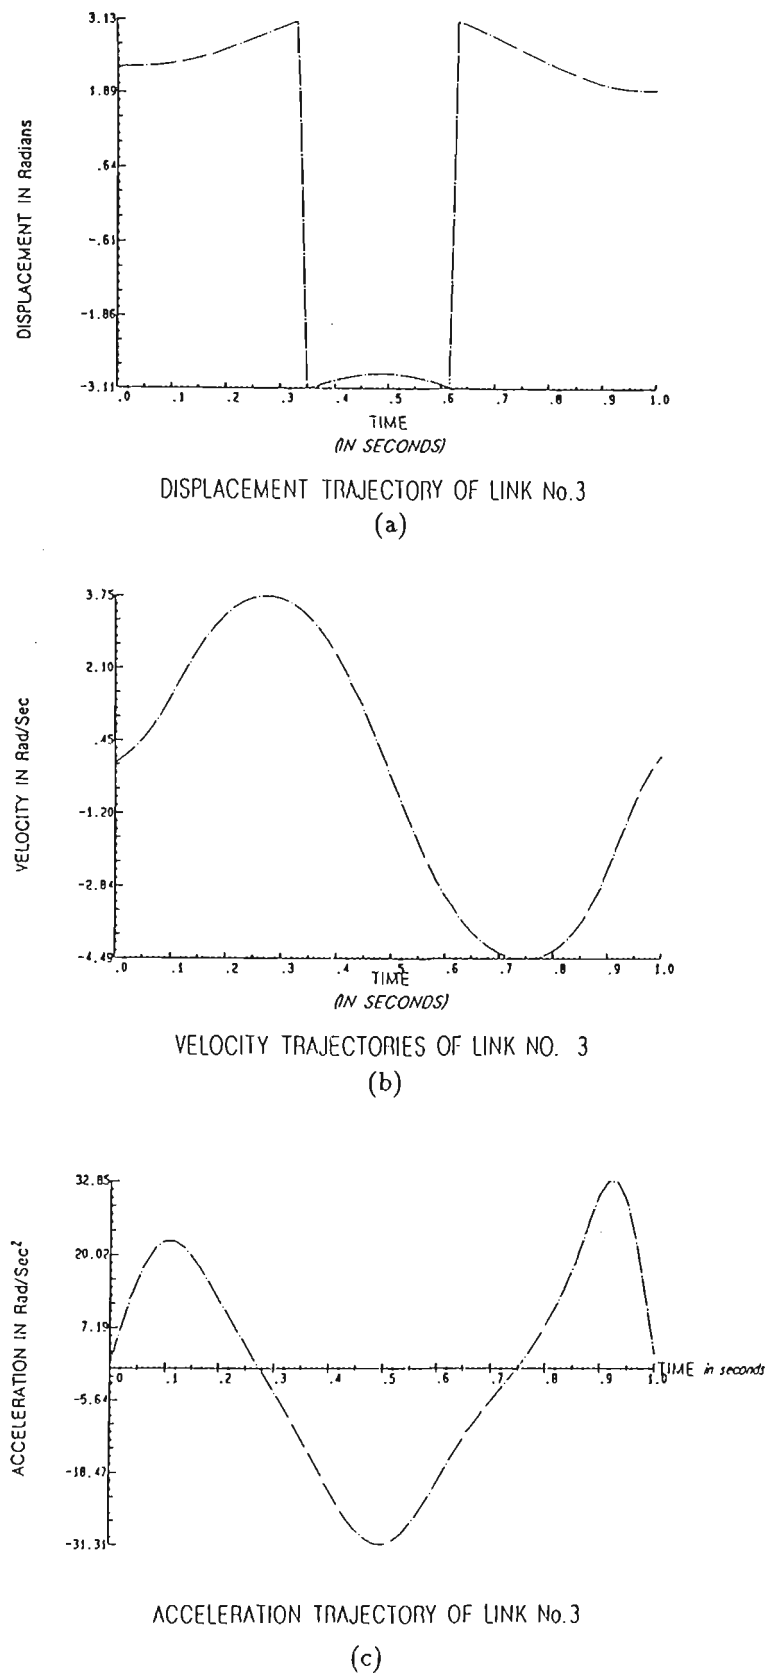 3.13
1.89
.64
-.61
-1.86
-3.11
DISPLACEMENT IN Radians
.0 .1 .2 .3 .4 .5 .6 .7 .8 .9 1.0
TIME
(IN SECONDS)
DISPLACEMENT TRAJECTORY OF LINK No.3
(a)
3.75
2.10
.45
-1.20
-2.84
-4.49
VELOCITY IN Rad/Sec
.0 .1 .2 .3 .4 .5 .6 .7 .8 .9 1.0
TIME
(IN SECONDS)
VELOCITY TRAJECTORIES OF LINK NO. 3
(b)
32.85
20.02
7.19
-5.64
-18.47
-31.31
ACCELERATION IN Rad/Sec²
.1 .2 .3 .4 .5 .6 .7 .8 .9 1.0
TIME in seconds
ACCELERATION TRAJECTORY OF LINK No.3
(c)